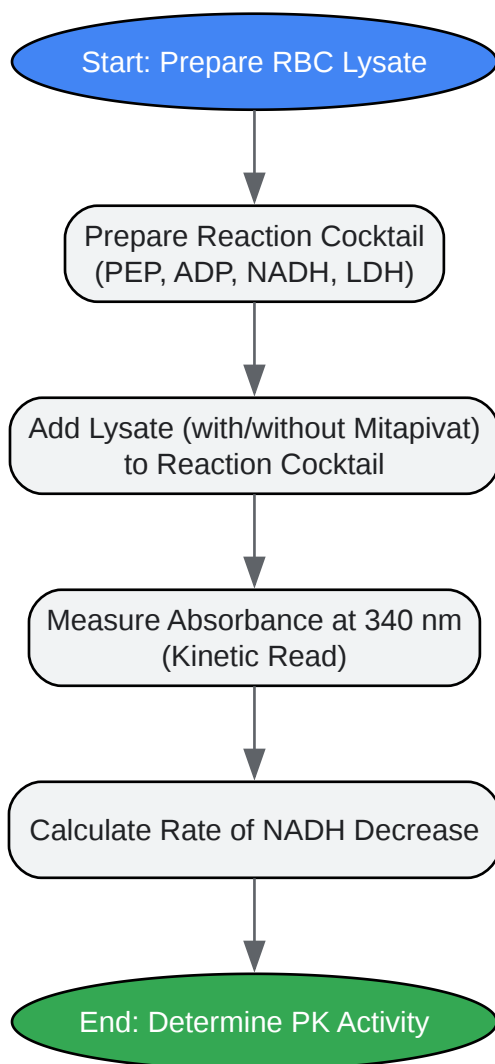 Start: Prepare RBC Lysate
Prepare Reaction Cocktail
(PEP, ADP, NADH, LDH)
Add Lysate (with/without Mitapivat)
to Reaction Cocktail
Measure Absorbance at 340 nm
(Kinetic Read)
Calculate Rate of NADH Decrease
End: Determine PK Activity